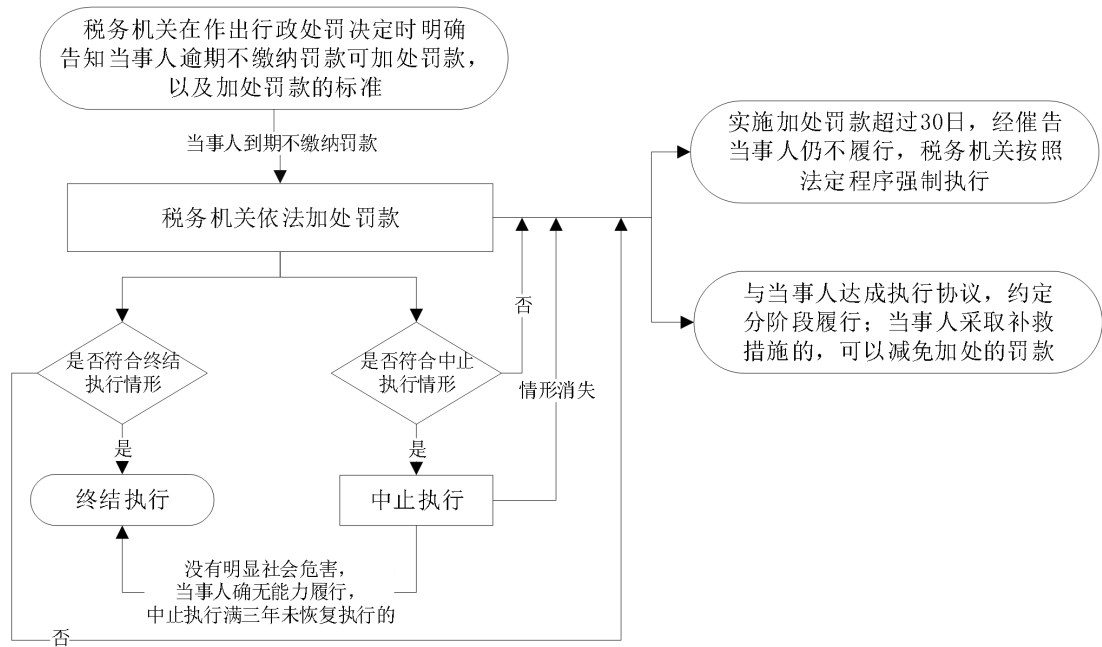 税务机关在作出行政处罚决定时明确
告知当事人逾期不缴纳罚款可加处罚款，
以及加处罚款的标准
当事人到期不缴纳罚款
税务机关依法加处罚款
实施加处罚款超过30日，经催告
当事人仍不履行，税务机关按照
法定程序强制执行
与当事人达成执行协议，约定
分阶段履行；当事人采取补救
措施的，可以减免加处的罚款
是否符合终结
执行情形
是否符合中止
执行情形
否
情形消失
是
是
终结执行
中止执行
没有明显社会危害，
当事人确无能力履行，
中止执行满三年未恢复执行的
否